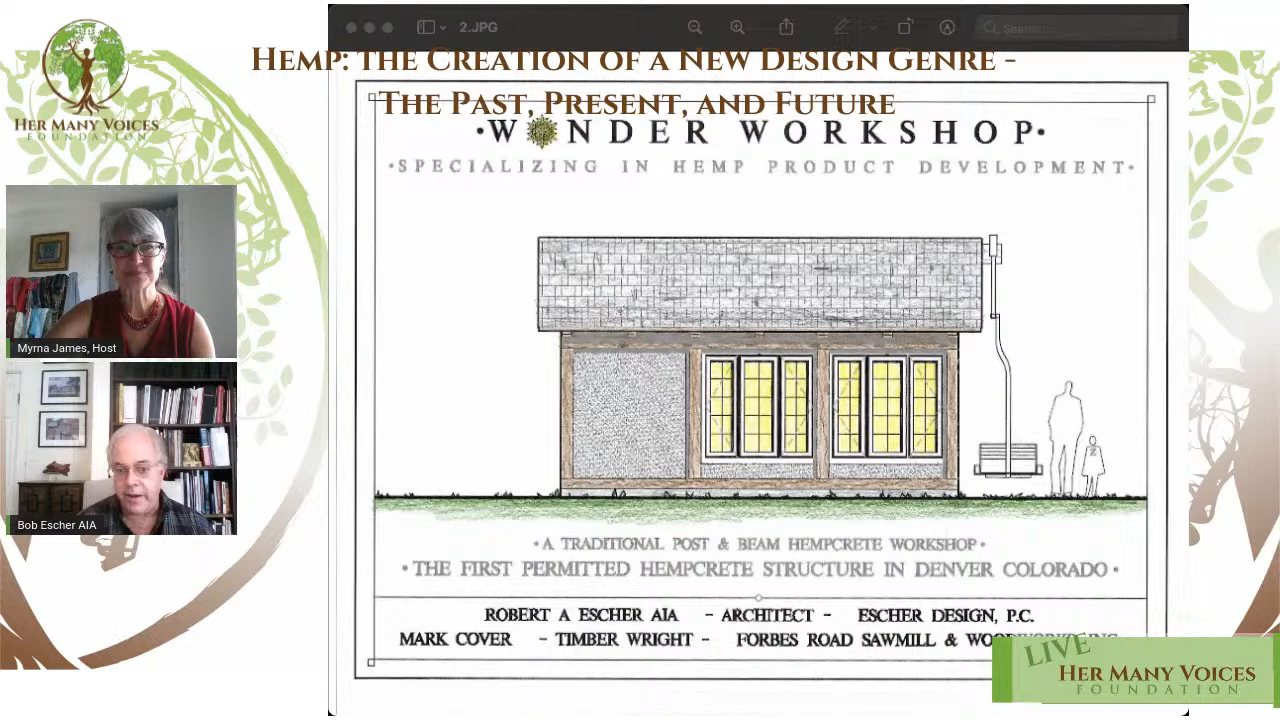 2.JPG
Search
HEMP: THE CREATION OF A NEW DESIGN GENRE -
THE PAST, PRESENT, AND FUTURE
HER MANY VOICES
FOUNDATION
•WONDER WORKSHOP•
•SPECIALIZING IN HEMP PRODUCT DEVELOPMENT•
Myrna James, Host
Bob Escher AIA
•A TRADITIONAL POST & BEAM HEMPCRETE WORKSHOP•
•THE FIRST PERMITTED HEMPCRETE STRUCTURE IN DENVER COLORADO•
ROBERT A ESCHER AIA - ARCHITECT - ESCHER DESIGN, P.C.
MARK COVER - TIMBER WRIGHT - FORBES ROAD SAWMILL &
LIVE
HER MANY VOICES
FOUNDATION